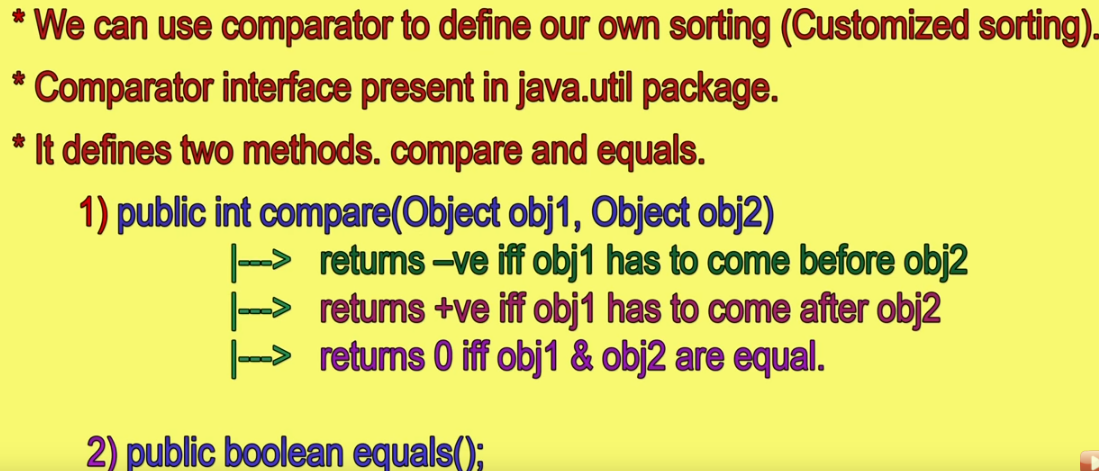 * We can use comparator to define our own sorting (Customized sorting).
* Comparator interface present in java.util package.
* It defines two methods. compare and equals.
1) public int compare(Object obj1, Object obj2)
|---> returns –ve iff obj1 has to come before obj2
|---> returns +ve iff obj1 has to come after obj2
|---> returns 0 iff obj1 & obj2 are equal.
2) public boolean equals();